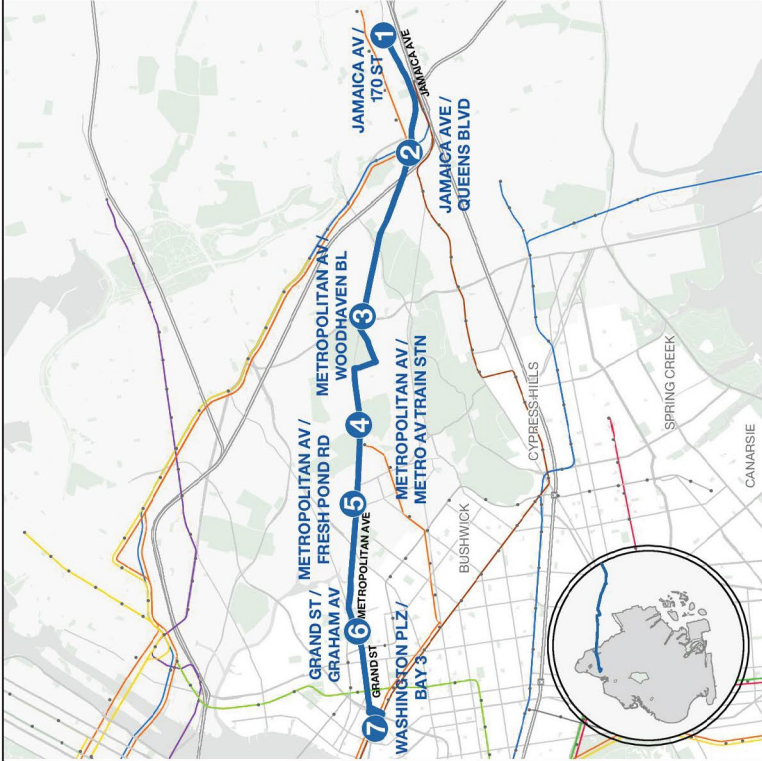 1
JAMAICA AV /
170 ST
JAMAICA AVE
2
JAMAICA AVE /
QUEENS BLVD
3
METROPOLITAN AV /
WOODHAVEN BL
4
METROPOLITAN AV /
METRO AV TRAIN STN
5
METROPOLITAN AV /
FRESH POND RD
METROPOLITAN AVE
6
GRAND ST /
GRAHAM AV
GRAND ST
7
WASHINGTON PLZ /
BAY 3
BUSHWICK
CYPRESS HILLS
SPRING CREEK
CANARSIE